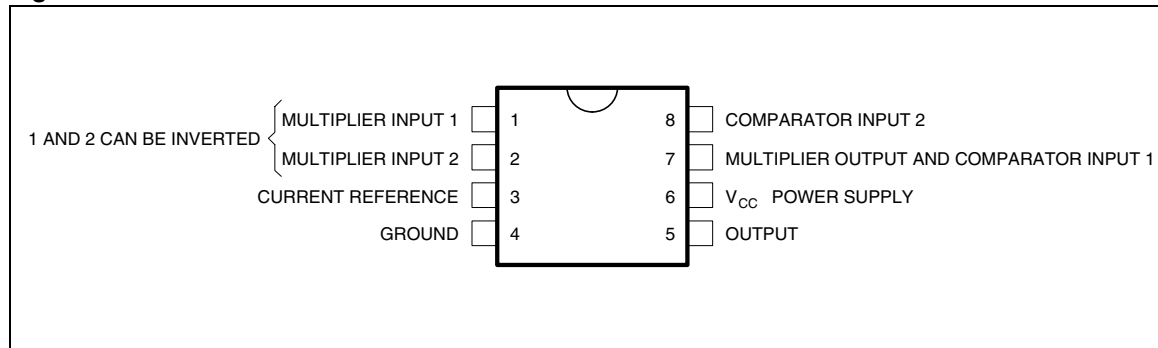 MULTIPLIER INPUT 1 1 8 COMPARATOR INPUT 2
1 AND 2 CAN BE INVERTED
MULTIPLIER INPUT 2 2 7 MULTIPLIER OUTPUT AND COMPARATOR INPUT 1
CURRENT REFERENCE 3 6 VCC POWER SUPPLY
GROUND 4 5 OUTPUT